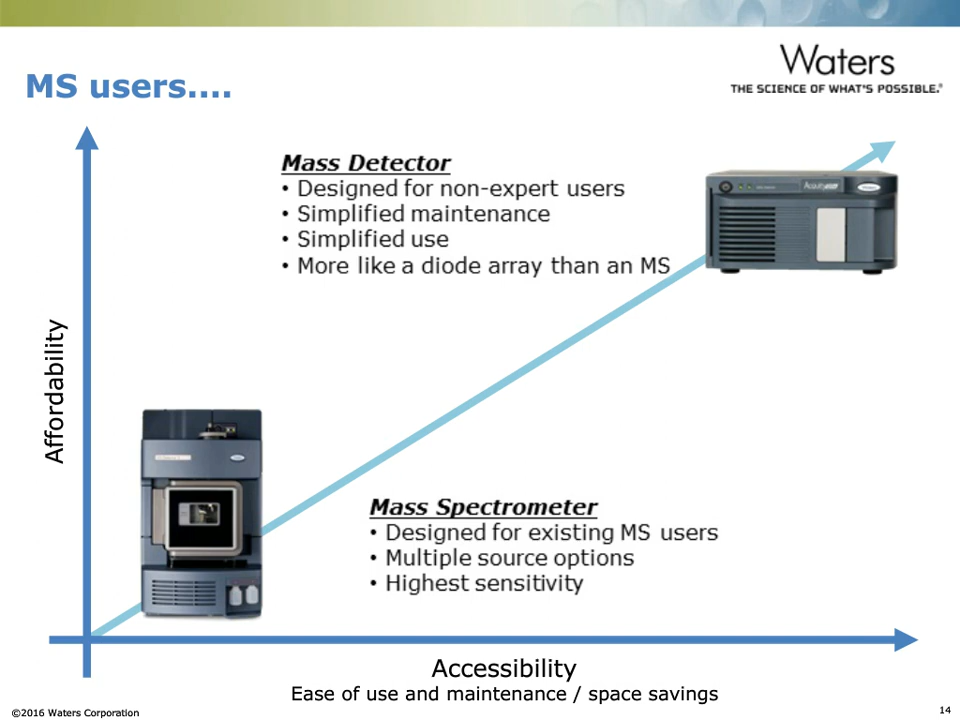 Waters
THE SCIENCE OF WHAT'S POSSIBLE.®
MS users....
Mass Detector
• Designed for non-expert users
• Simplified maintenance
• Simplified use
• More like a diode array than an MS
Affordability
Mass Spectrometer
• Designed for existing MS users
• Multiple source options
• Highest sensitivity
Accessibility
Ease of use and maintenance / space savings
©2016 Waters Corporation
14